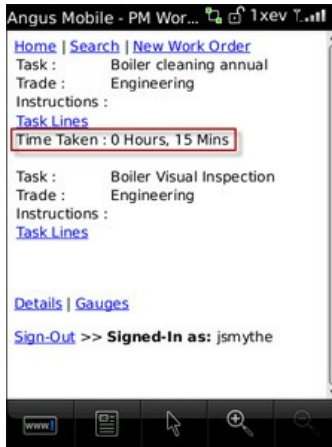 Angus Mobile - PM Wor... 1xev
Home | Search | New Work Order
Task : Boiler cleaning annual
Trade : Engineering
Instructions :
Task Lines
Time Taken : 0 Hours, 15 Mins
Task : Boiler Visual Inspection
Trade : Engineering
Instructions :
Task Lines
Details | Gauges
Sign-Out >> Signed-In as: jsmythe
www